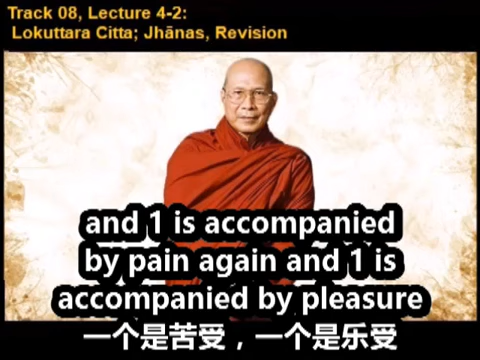 Track 08, Lecture 4-2:
Lokuttara Citta; Jhānas, Revision
and 1 is accompanied
by pain again and 1 is
accompanied by pleasure
一个是苦受，一个是乐受